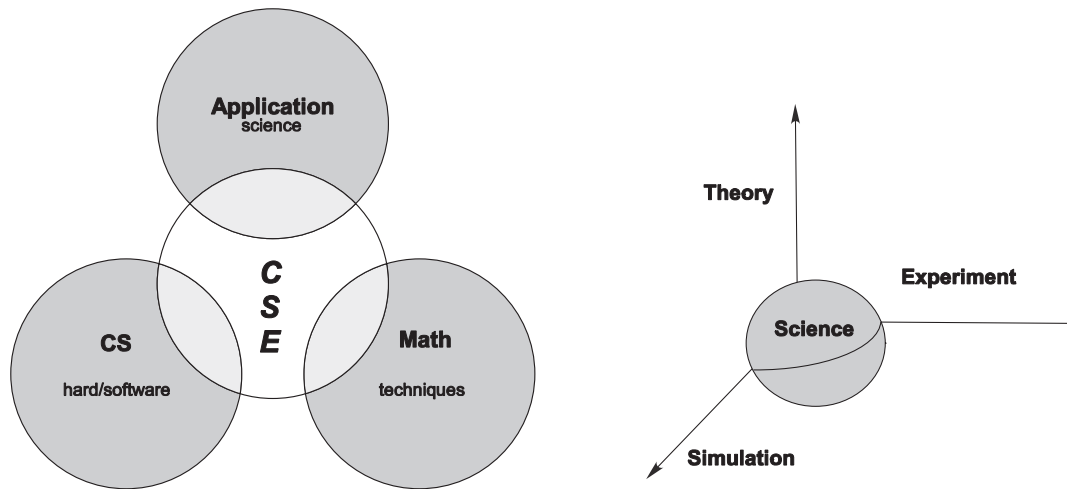 Application
science
C
S
E
CS
hard/software
Math
techniques
Theory
Experiment
Science
Simulation